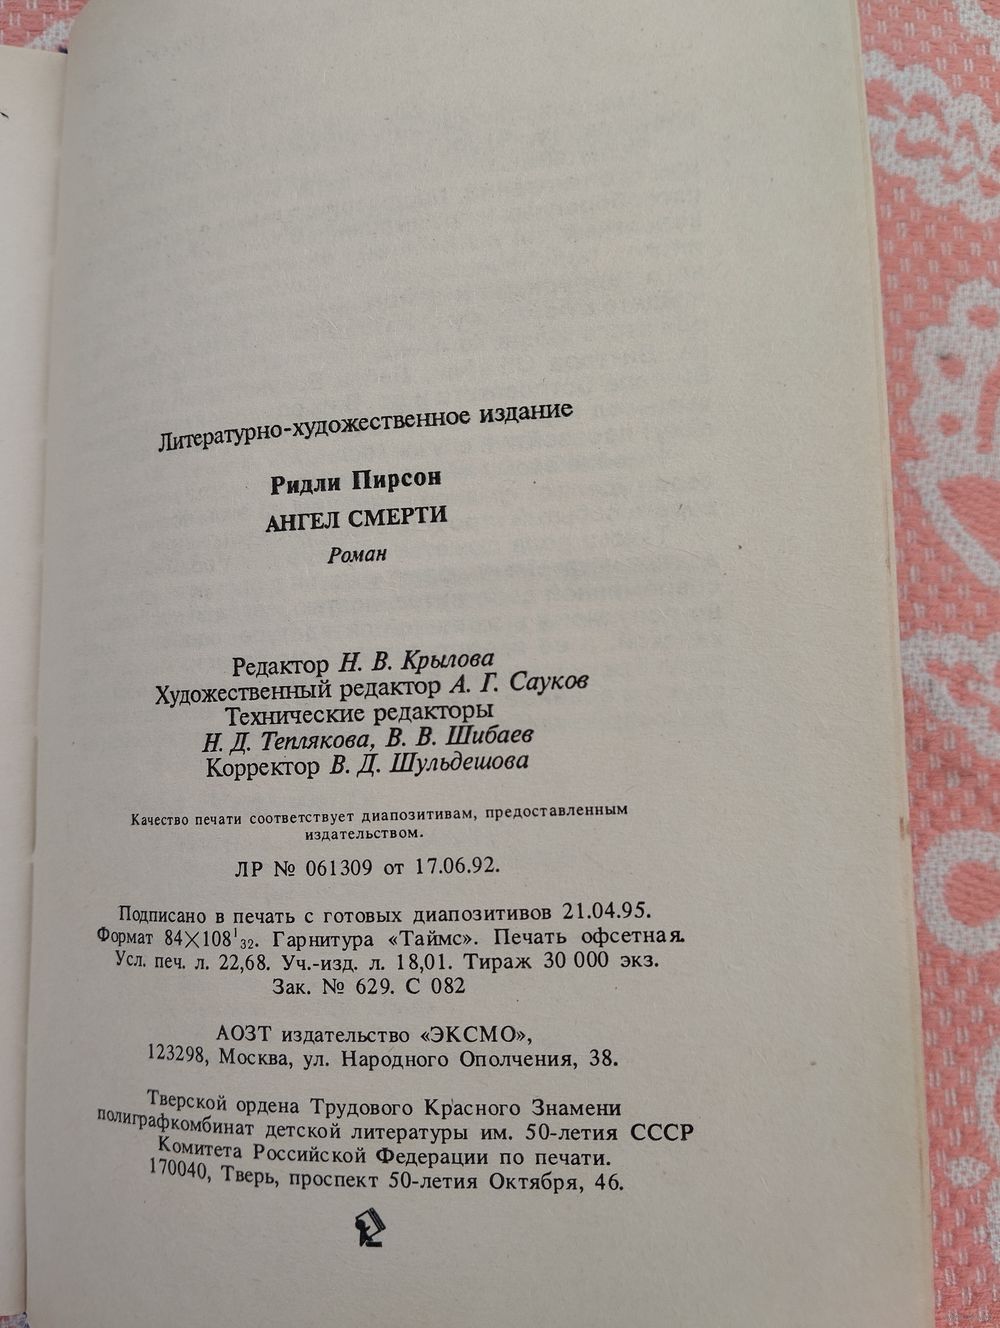 Литературно-художественное издание
Ридли Пирсон
АНГЕЛ СМЕРТИ
Роман
Редактор Н. В. Крылова
Художественный редактор А. Г. Сауков
Технические редакторы
Н. Д. Теплякова, В. В. Шибаев
Корректор В. Д. Шульдешова
Качество печати соответствует диапозитивам, предоставленным
издательством.
ЛР № 061309 от 17.06.92.
Подписано в печать с готовых диапозитивов 21.04.95.
Формат 84×108¹₃₂. Гарнитура «Таймс». Печать офсетная.
Усл. печ. л. 22,68. Уч.-изд. л. 18,01. Тираж 30 000 экз.
Зак. № 629. С 082
АОЗТ издательство «ЭКСМО»,
123298, Москва, ул. Народного Ополчения, 38.
Тверской ордена Трудового Красного Знамени
полиграфкомбинат детской литературы им. 50-летия СССР
Комитета Российской Федерации по печати.
170040, Тверь, проспект 50-летия Октября, 46.